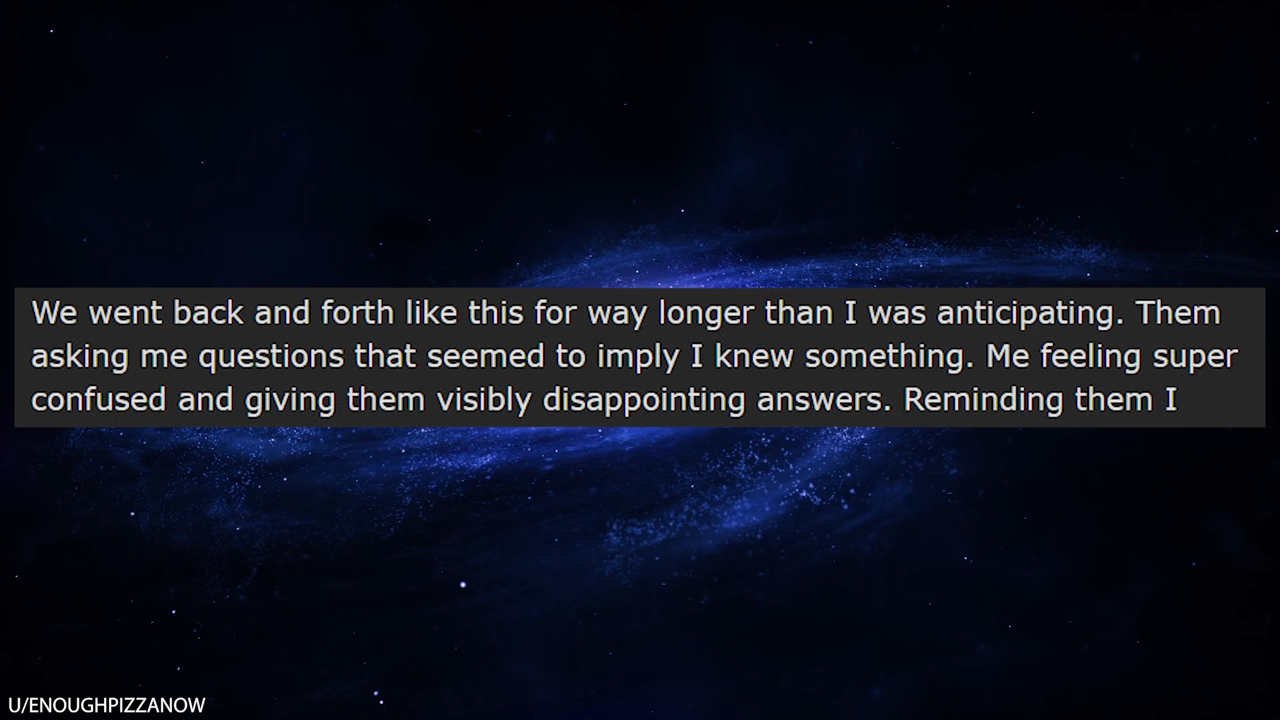 We went back and forth like this for way longer than I was anticipating. Them
asking me questions that seemed to imply I knew something. Me feeling super
confused and giving them visibly disappointing answers. Reminding them I
U/ENOUGHPIZZANOW